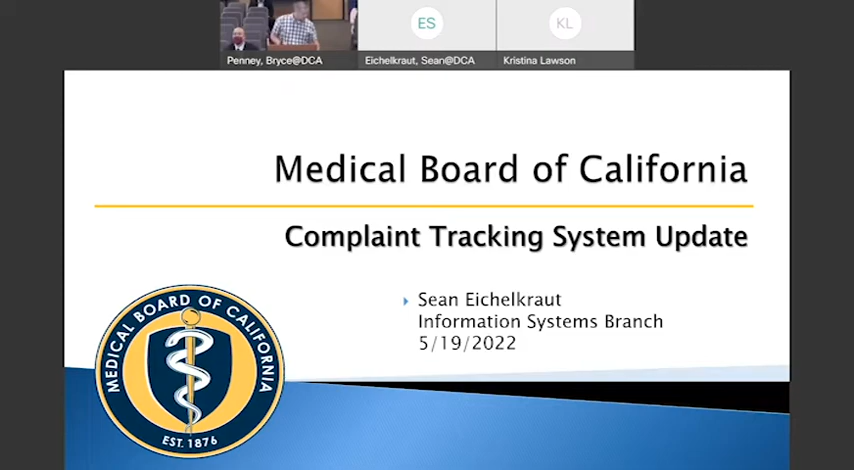 ES
KL
Penney, Bryce@DCA
Eichelkraut, Sean@DCA
Kristina Lawson
Medical Board of California
Complaint Tracking System Update
Sean Eichelkraut
Information Systems Branch
5/19/2022
MEDICAL BOARD OF CALIFORNIA
EST. 1876